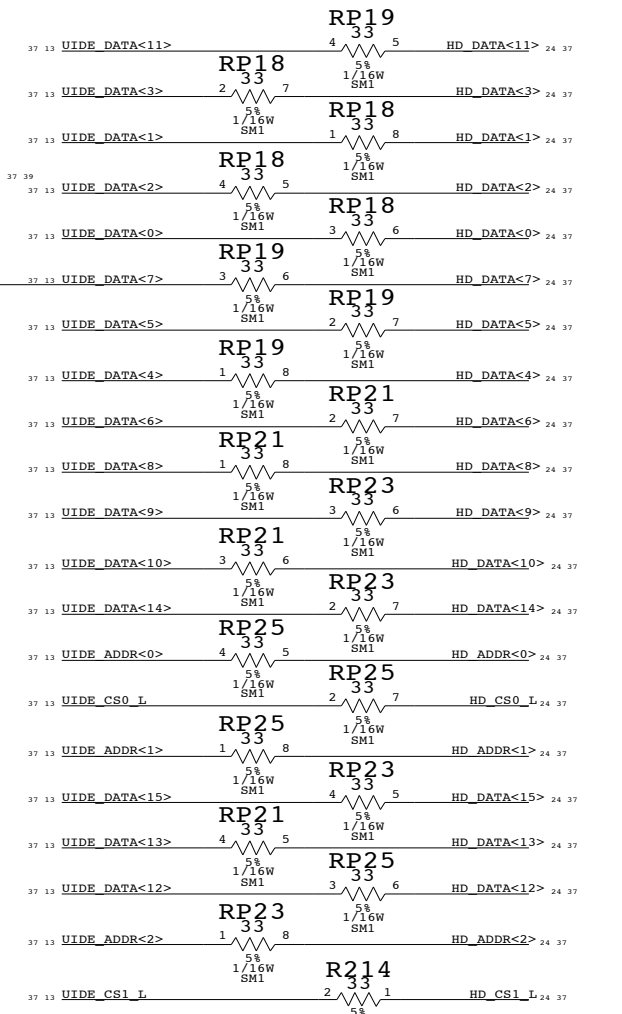 RP19
33
37 13 UIDE_DATA<11> 4 5 HD_DATA<11> 24 37
5%
1/16W
SM1
RP18
33
37 13 UIDE_DATA<3> 2 7 HD_DATA<3> 24 37
5%
1/16W
SM1
RP18
33
37 13 UIDE_DATA<1> 1 8 HD_DATA<1> 24 37
5%
1/16W
SM1
RP18
33
37 39
37 13 UIDE_DATA<2> 4 5 HD_DATA<2> 24 37
5%
1/16W
SM1
RP18
33
37 13 UIDE_DATA<0> 3 6 HD_DATA<0> 24 37
5%
1/16W
SM1
RP19
33
37 13 UIDE_DATA<7> 3 6 HD_DATA<7> 24 37
5%
1/16W
SM1
RP19
33
37 13 UIDE_DATA<5> 2 7 HD_DATA<5> 24 37
5%
1/16W
SM1
RP19
33
37 13 UIDE_DATA<4> 1 8 HD_DATA<4> 24 37
5%
1/16W
SM1
RP21
33
37 13 UIDE_DATA<6> 2 7 HD_DATA<6> 24 37
5%
1/16W
SM1
RP21
33
37 13 UIDE_DATA<8> 1 8 HD_DATA<8> 24 37
5%
1/16W
SM1
RP23
33
37 13 UIDE_DATA<9> 3 6 HD_DATA<9> 24 37
5%
1/16W
SM1
RP21
33
37 13 UIDE_DATA<10> 3 6 HD_DATA<10> 24 37
5%
1/16W
SM1
RP23
33
37 13 UIDE_DATA<14> 2 7 HD_DATA<14> 24 37
5%
1/16W
SM1
RP25
33
37 13 UIDE_ADDR<0> 4 5 HD_ADDR<0> 24 37
5%
1/16W
SM1
RP25
33
37 13 UIDE_CS0_L 2 7 HD_CS0_L 24 37
5%
1/16W
SM1
RP25
33
37 13 UIDE_ADDR<1> 1 8 HD_ADDR<1> 24 37
5%
1/16W
SM1
RP23
33
37 13 UIDE_DATA<15> 4 5 HD_DATA<15> 24 37
5%
1/16W
SM1
RP21
33
37 13 UIDE_DATA<13> 4 5 HD_DATA<13> 24 37
5%
1/16W
SM1
RP25
33
37 13 UIDE_DATA<12> 3 6 HD_DATA<12> 24 37
5%
1/16W
SM1
RP23
33
37 13 UIDE_ADDR<2> 1 8 HD_ADDR<2> 24 37
5%
1/16W
SM1
R214
33
37 13 UIDE_CS1_L 2 1 HD_CS1_L 24 37
5%